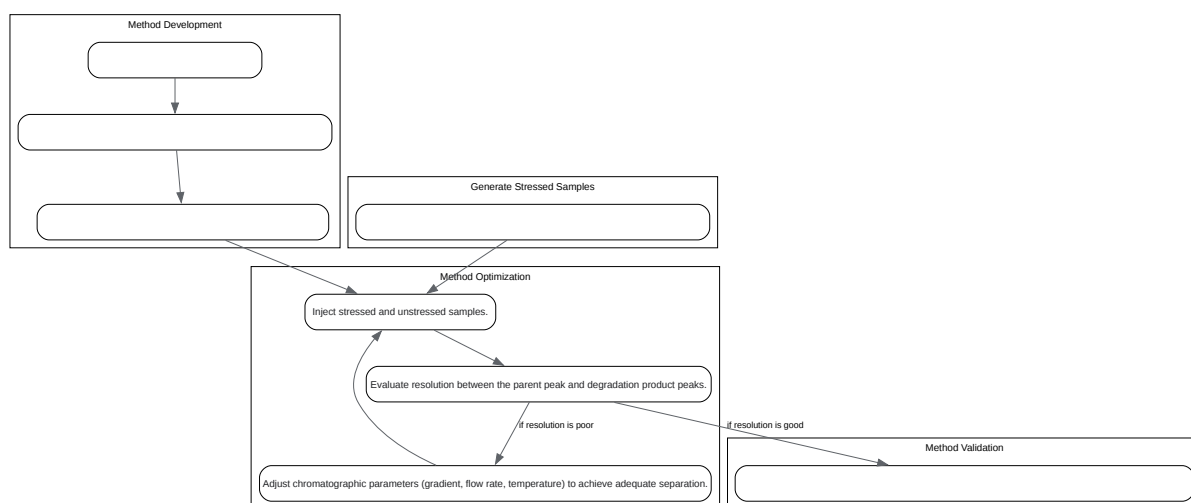 Method Development
Generate Stressed Samples
Method Optimization
Inject stressed and unstressed samples.
Evaluate resolution between the parent peak and degradation product peaks.
if resolution is poor
if resolution is good
Method Validation
Adjust chromatographic parameters (gradient, flow rate, temperature) to achieve adequate separation.